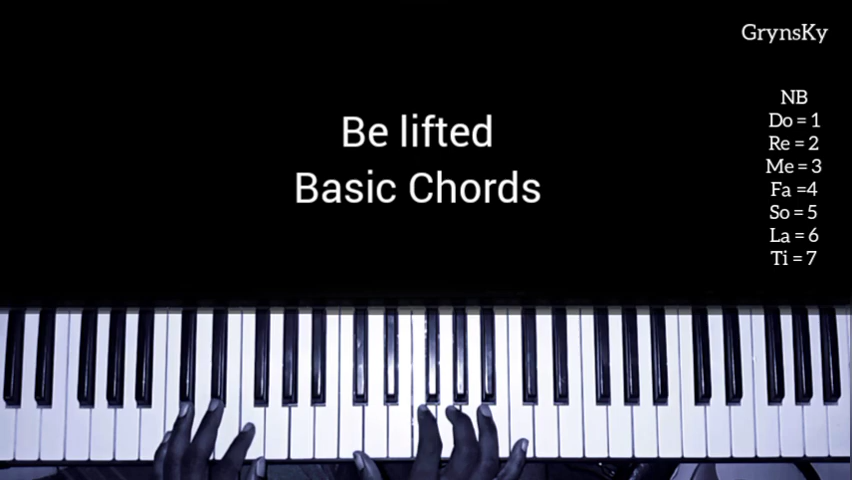 GrynsKy
Be lifted
Basic Chords
NB
Do = 1
Re = 2
Me = 3
Fa =4
So = 5
La = 6
Ti = 7